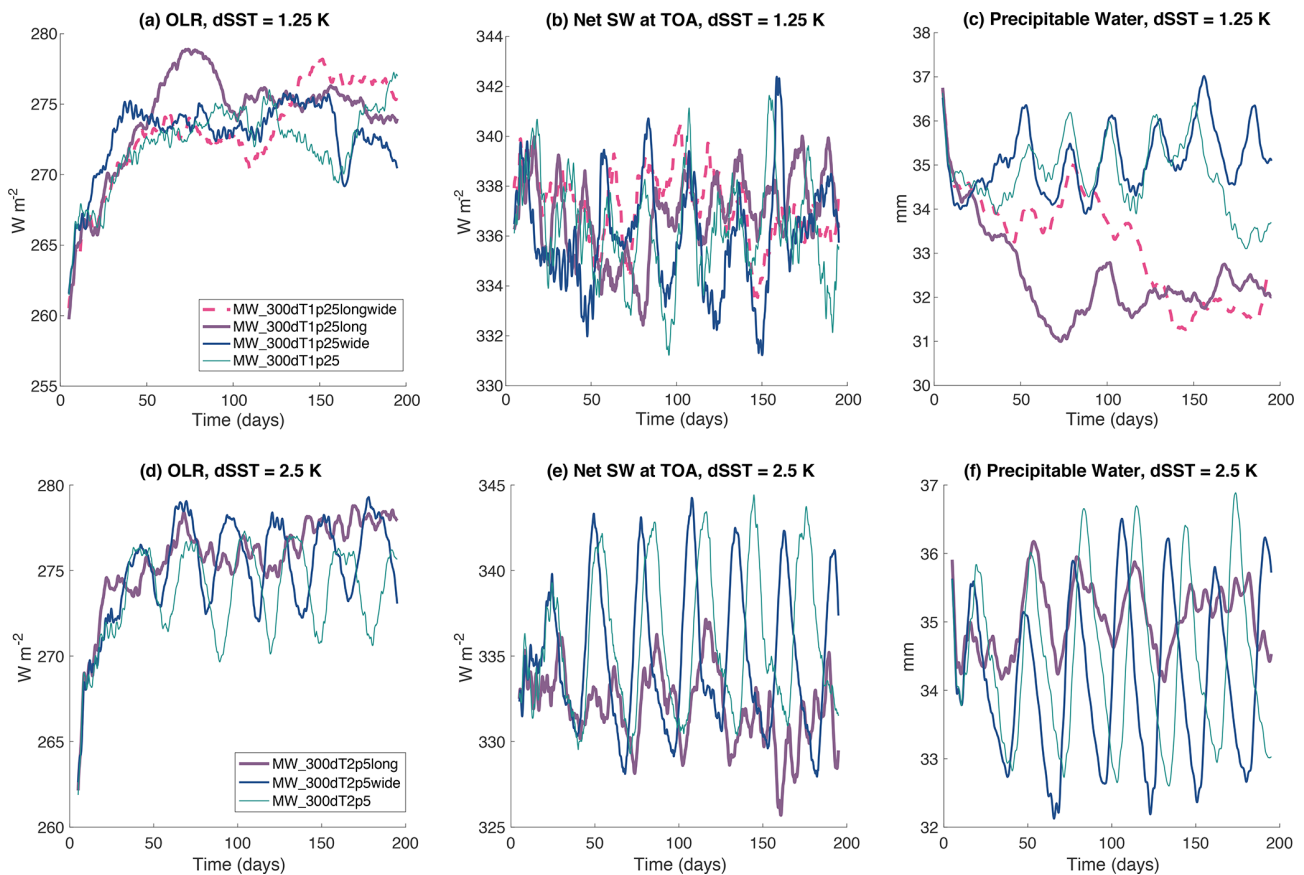 (a) OLR, dSST = 1.25 K
280
275
270
265
260
255
W m-2
0 50 100 150 200
Time (days)
MW_300dT1p25longwide
MW_300dT1p25long
MW_300dT1p25wide
MW_300dT1p25
(b) Net SW at TOA, dSST = 1.25 K
344
342
340
338
336
334
332
330
W m-2
0 50 100 150 200
Time (days)
(c) Precipitable Water, dSST = 1.25 K
38
37
36
35
34
33
32
31
30
mm
0 50 100 150 200
Time (days)
(d) OLR, dSST = 2.5 K
280
275
270
265
260
W m-2
0 50 100 150 200
Time (days)
MW_300dT2p5long
MW_300dT2p5wide
MW_300dT2p5
(e) Net SW at TOA, dSST = 2.5 K
345
340
335
330
325
W m-2
0 50 100 150 200
Time (days)
(f) Precipitable Water, dSST = 2.5 K
37
36
35
34
33
32
mm
0 50 100 150 200
Time (days)